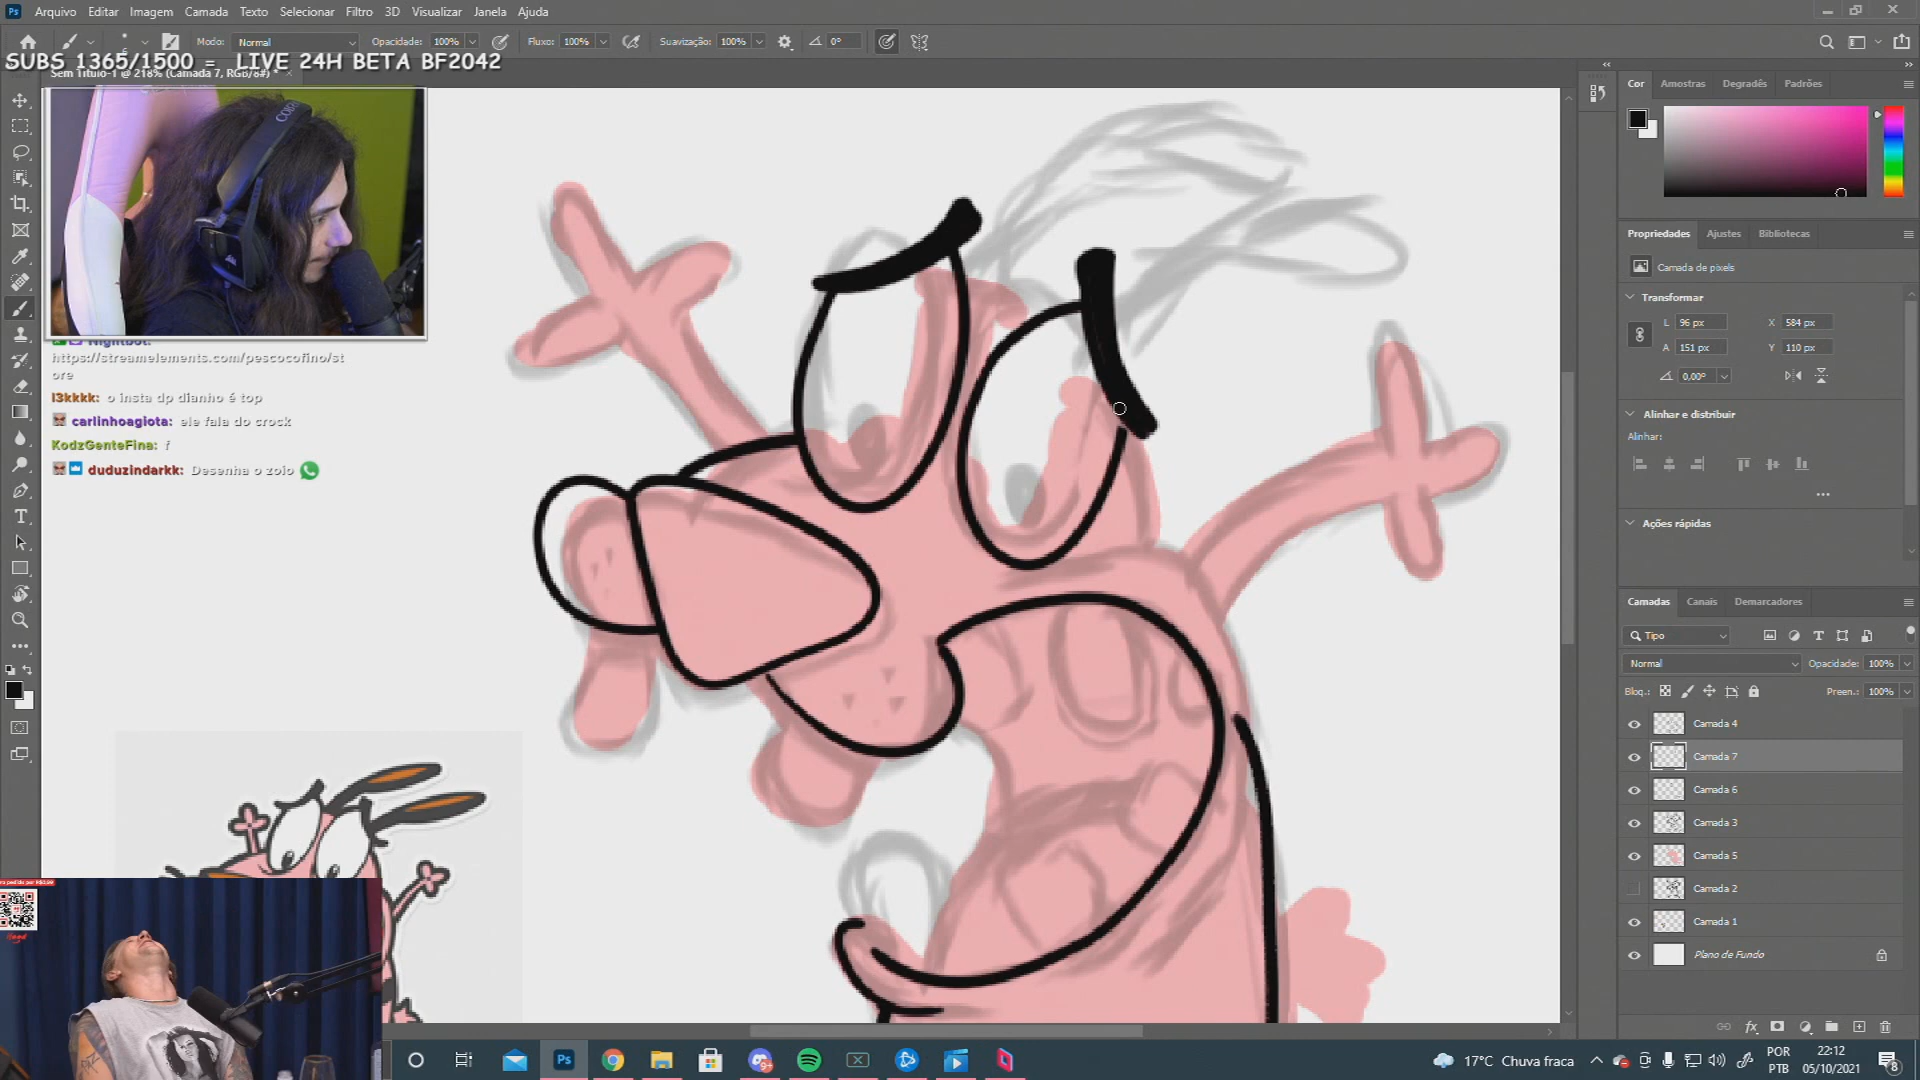 Ps Arquivo Editar Imagem Camada Texto Selecionar Filtro 3D Visualizar Janela Ajuda
Modo: Normal Opacidade: 100% Fluxo: 100% Suavização: 100% 0°
SUBS 1365/1500 = LIVE 24H BETA BF2042
Sem Título-1 @ 218% (Camada 7, RGB/8#) *
Nightbot:
https://streamelements.com/pescocofino/st
ore
l3kkkk: o insta dp dianho é top
carlinhoagiota: ele fala do crock
KodzGenteFina: f
duduzindarkk: Desenha o zoio
Cor Amostras Degradês Padrões
Propriedades Ajustes Bibliotecas
Camada de pixels
Transformar
L 96 px X 584 px
A 151 px Y 110 px
0,00°
Alinhar e distribuir
Alinhar:
Ações rápidas
Camadas Canais Demarcadores
Tipo
Normal Opacidade: 100%
Bloq.: Preen.: 100%
Camada 4
Camada 7
Camada 6
Camada 3
Camada 5
Camada 2
Camada 1
Plano de Fundo
Ps 17°C Chuva fraca
POR
PTB
22:12
05/10/2021
8